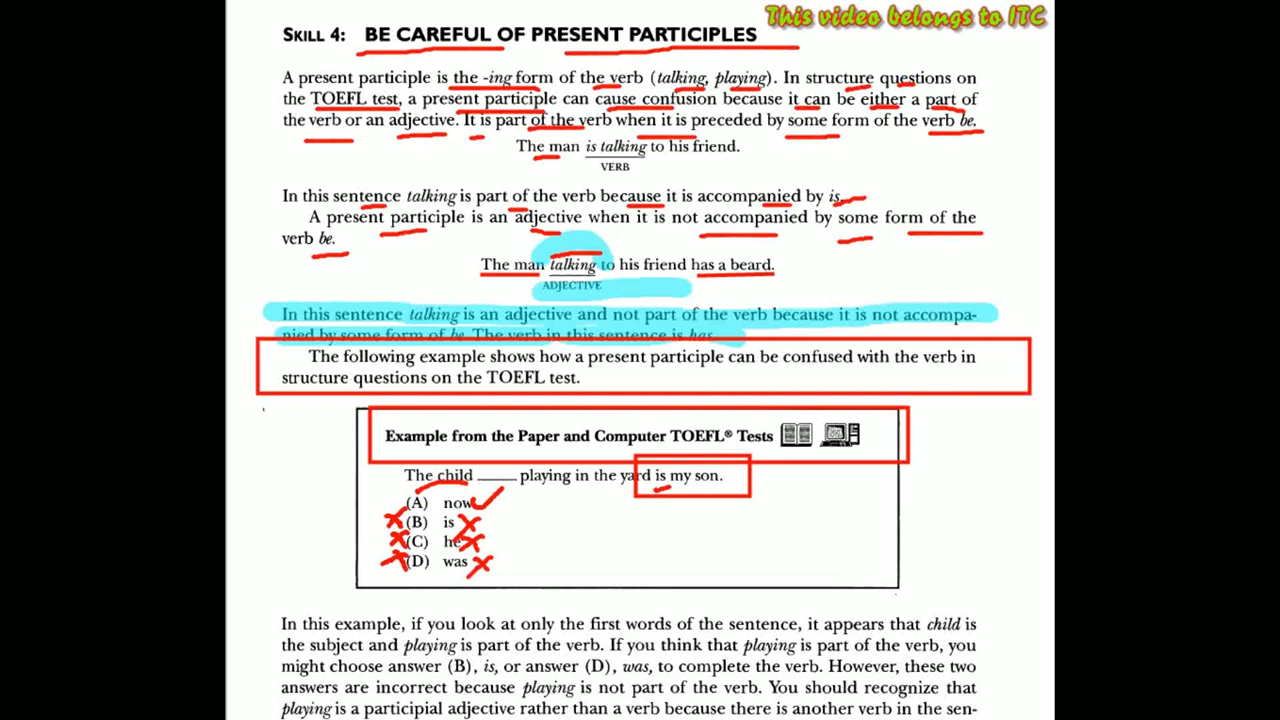 This video belongs to ITC
SKILL 4: BE CAREFUL OF PRESENT PARTICIPLES
A present participle is the -ing form of the verb (talking, playing). In structure questions on
the TOEFL test, a present participle can cause confusion because it can be either a part of
the verb or an adjective. It is part of the verb when it is preceded by some form of the verb be.
The man is talking to his friend.
VERB
In this sentence talking is part of the verb because it is accompanied by is.
A present participle is an adjective when it is not accompanied by some form of the
verb be.
The man talking to his friend has a beard.
ADJECTIVE
In this sentence talking is an adjective and not part of the verb because it is not accompa-
nied by some form of be. The verb in this sentence is has.
The following example shows how a present participle can be confused with the verb in
structure questions on the TOEFL test.
Example from the Paper and Computer TOEFL® Tests
The child _____ playing in the yard is my son.
(A) now
(B) is
(C) he
(D) was
In this example, if you look at only the first words of the sentence, it appears that child is
the subject and playing is part of the verb. If you think that playing is part of the verb, you
might choose answer (B), is, or answer (D), was, to complete the verb. However, these two
answers are incorrect because playing is not part of the verb. You should recognize that
playing is a participial adjective rather than a verb because there is another verb in the sen-